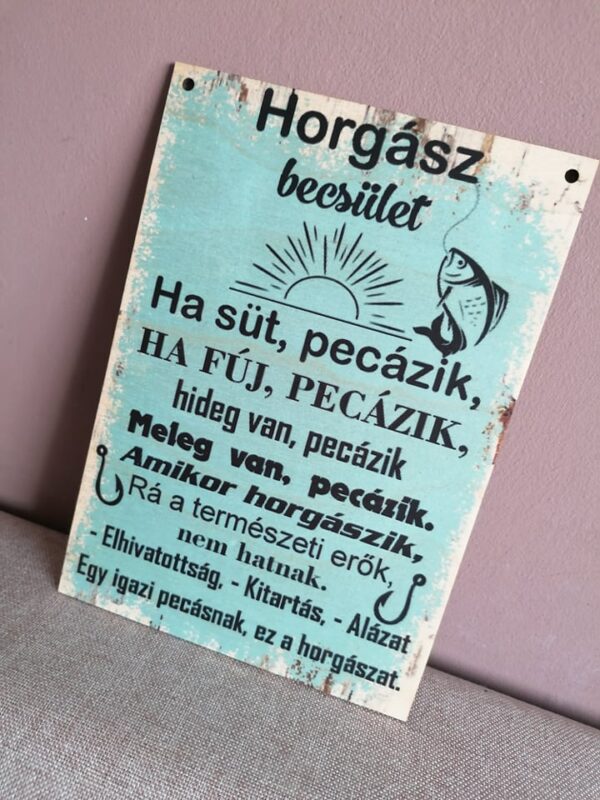 Horgász
becsület
Ha süt, pecázik,
HA FÚJ, PECÁZIK,
hideg van, pecázik
Meleg van, pecázik.
Amikor horgászik,
Rá a természeti erők,
nem hatnak.
- Elhivatottság, - Kitartás, - Alázat
Egy igazi pecásnak, ez a horgászat.